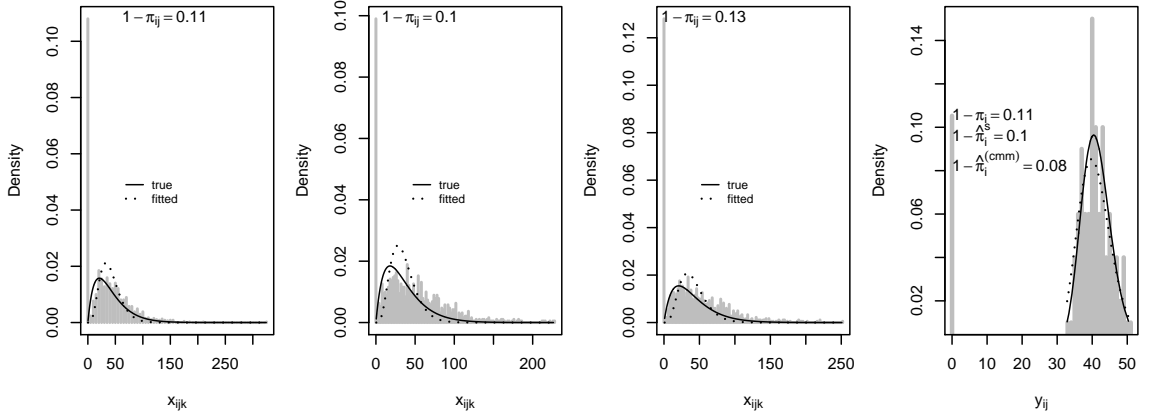 1 − π_ij = 0.11
Density
0.00 0.02 0.04 0.06 0.08 0.10
true
fitted
0 50 150 250
x_ijk
1 − π_ij = 0.1
Density
0.00 0.02 0.04 0.06 0.08 0.10
true
fitted
0 50 100 200
x_ijk
1 − π_ij = 0.13
Density
0.00 0.02 0.04 0.06 0.08 0.10 0.12
true
fitted
0 50 150 250
x_ijk
Density
0.02 0.06 0.10 0.14
1 − π_i = 0.11
1 − π̂_i^s = 0.1
1 − π̂_i^(cmm) = 0.08
0 10 20 30 40 50
y_ij